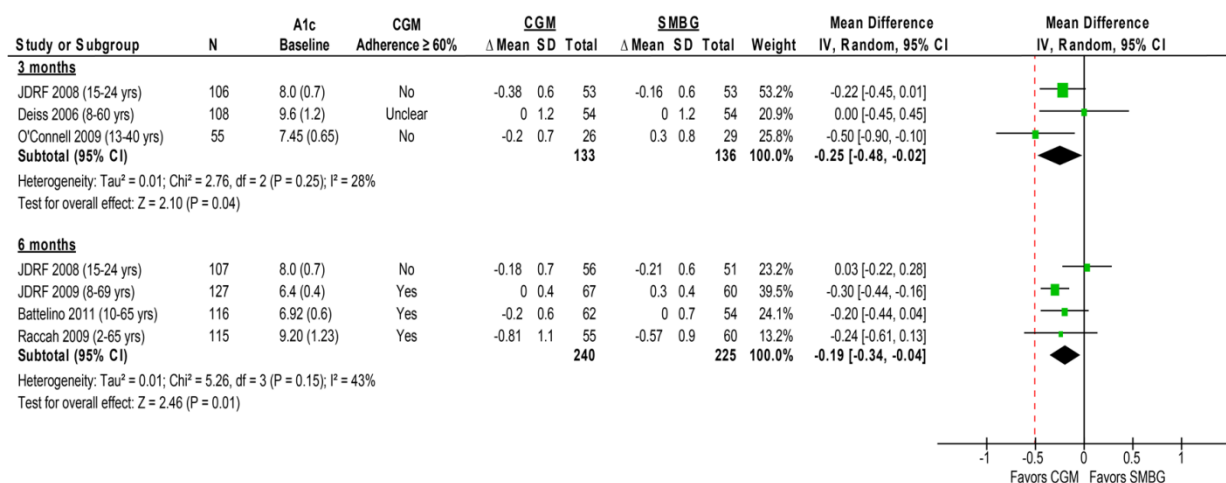 A1c CGM CGM SMBG Mean Difference Mean Difference
Study or Subgroup N Baseline Adherence ≥ 60% Δ Mean SD Total Δ Mean SD Total Weight IV, Random, 95% CI IV, Random, 95% CI
3 months
JDRF 2008 (15-24 yrs) 106 8.0 (0.7) No -0.38 0.6 53 -0.16 0.6 53 53.2% -0.22 [-0.45, 0.01]
Deiss 2006 (8-60 yrs) 108 9.6 (1.2) Unclear 0 1.2 54 0 1.2 54 20.9% 0.00 [-0.45, 0.45]
O'Connell 2009 (13-40 yrs) 55 7.45 (0.65) No -0.2 0.7 26 0.3 0.8 29 25.8% -0.50 [-0.90, -0.10]
Subtotal (95% CI) 133 136 100.0% -0.25 [-0.48, -0.02]
Heterogeneity: Tau² = 0.01; Chi² = 2.76, df = 2 (P = 0.25); I² = 28%
Test for overall effect: Z = 2.10 (P = 0.04)
6 months
JDRF 2008 (15-24 yrs) 107 8.0 (0.7) No -0.18 0.7 56 -0.21 0.6 51 23.2% 0.03 [-0.22, 0.28]
JDRF 2009 (8-69 yrs) 127 6.4 (0.4) Yes 0 0.4 67 0.3 0.4 60 39.5% -0.30 [-0.44, -0.16]
Battelino 2011 (10-65 yrs) 116 6.92 (0.6) Yes -0.2 0.6 62 0 0.7 54 24.1% -0.20 [-0.44, 0.04]
Raccah 2009 (2-65 yrs) 115 9.20 (1.23) Yes -0.81 1.1 55 -0.57 0.9 60 13.2% -0.24 [-0.61, 0.13]
Subtotal (95% CI) 240 225 100.0% -0.19 [-0.34, -0.04]
Heterogeneity: Tau² = 0.01; Chi² = 5.26, df = 3 (P = 0.15); I² = 43%
Test for overall effect: Z = 2.46 (P = 0.01)
-1 -0.5 0 0.5 1
Favors CGM Favors SMBG